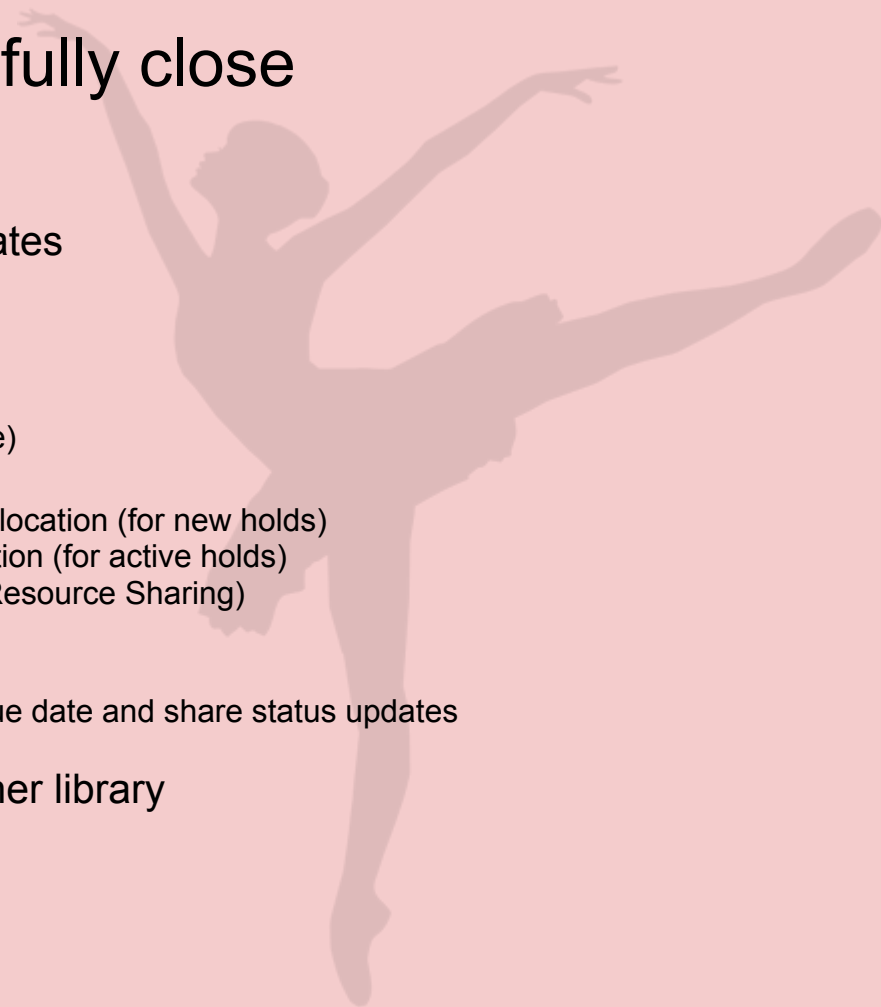 fully close
ates
e)
location (for new holds)
tion (for active holds)
Resource Sharing)
ue date and share status updates
her library